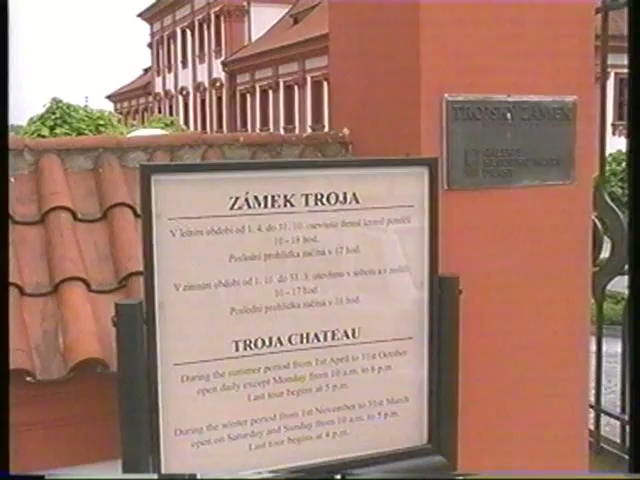 ZÁMEK TROJA
V letním období od 1. 4. do 31. 10. otevřeno denně kromě pondělí
10 - 18 hod.
Poslední prohlídka začíná v 17 hod.
V zimním období od 1. 11. do 31. 3. otevřeno v sobotu a v neděli
10 - 17 hod.
Poslední prohlídka začíná v 16 hod.
TROJA CHATEAU
During the summer period from 1st April to 31st October
open daily except Monday from 10 a.m. to 6 p.m.
Last tour begins at 5 p.m.
During the winter period from 1st November to 31st March
open on Saturday and Sunday from 10 a.m. to 5 p.m.
Last tour begins at 4 p.m.
TROJSKÝ ZÁMEK
GALERIE
HLAVNÍHO MĚSTA
PRAHY